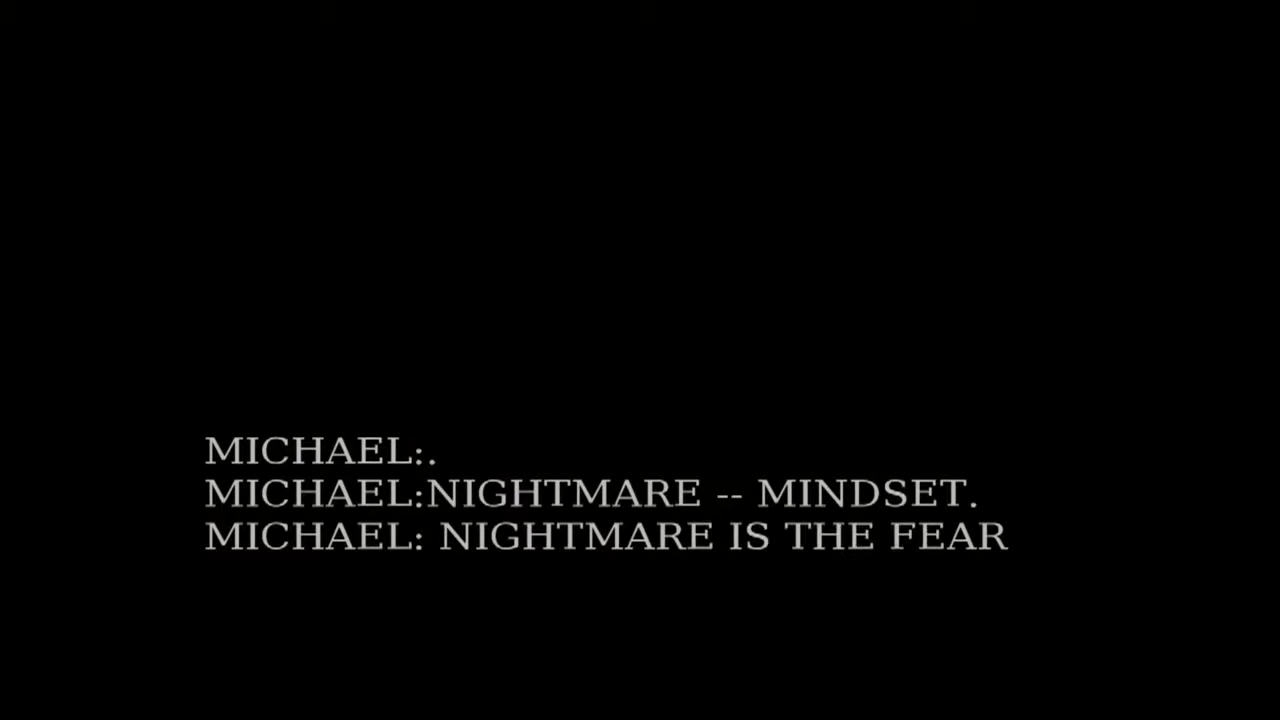 MICHAEL:.
MICHAEL:NIGHTMARE -- MINDSET.
MICHAEL: NIGHTMARE IS THE FEAR